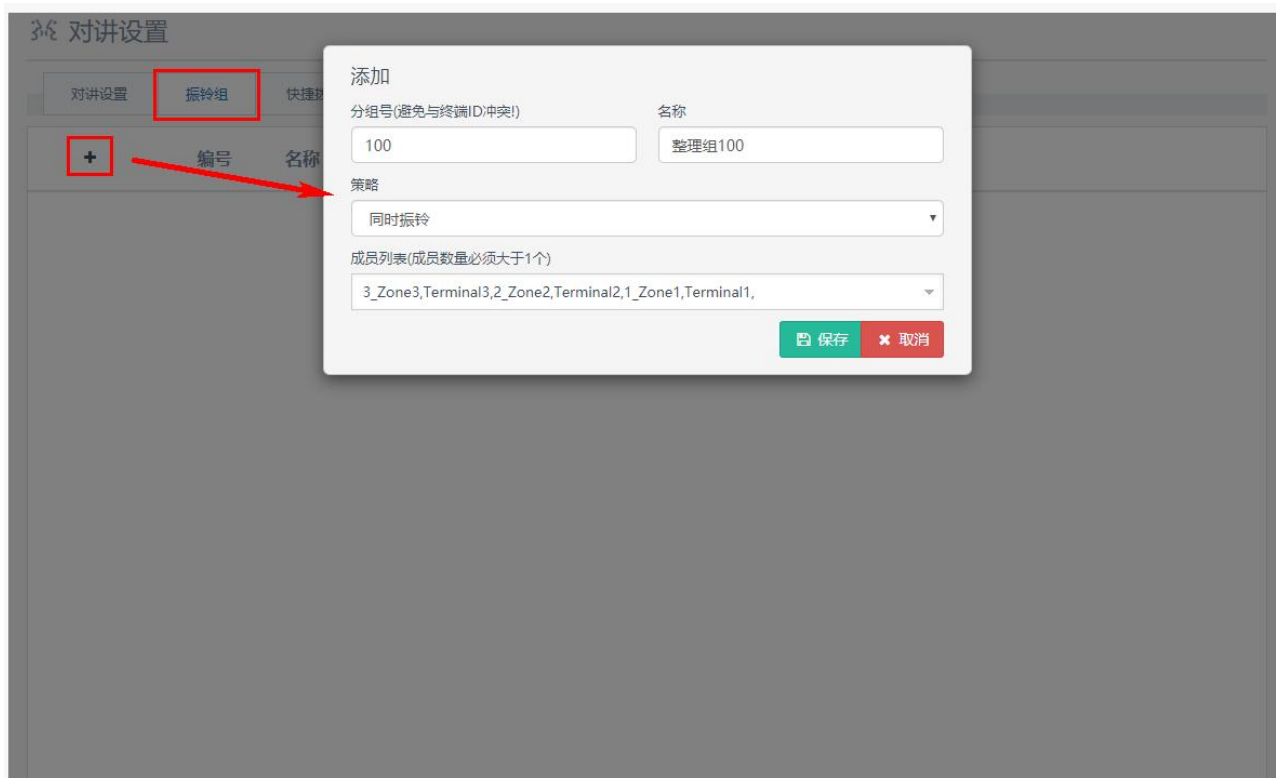 对讲设置
对讲设置 振铃组 快捷
+ 编号 名称
添加
分组号(避免与终端ID冲突!) 名称
100 整理组100
策略
同时振铃
成员列表(成员数量必须大于1个)
3_Zone3,Terminal3,2_Zone2,Terminal2,1_Zone1,Terminal1,
保存 取消